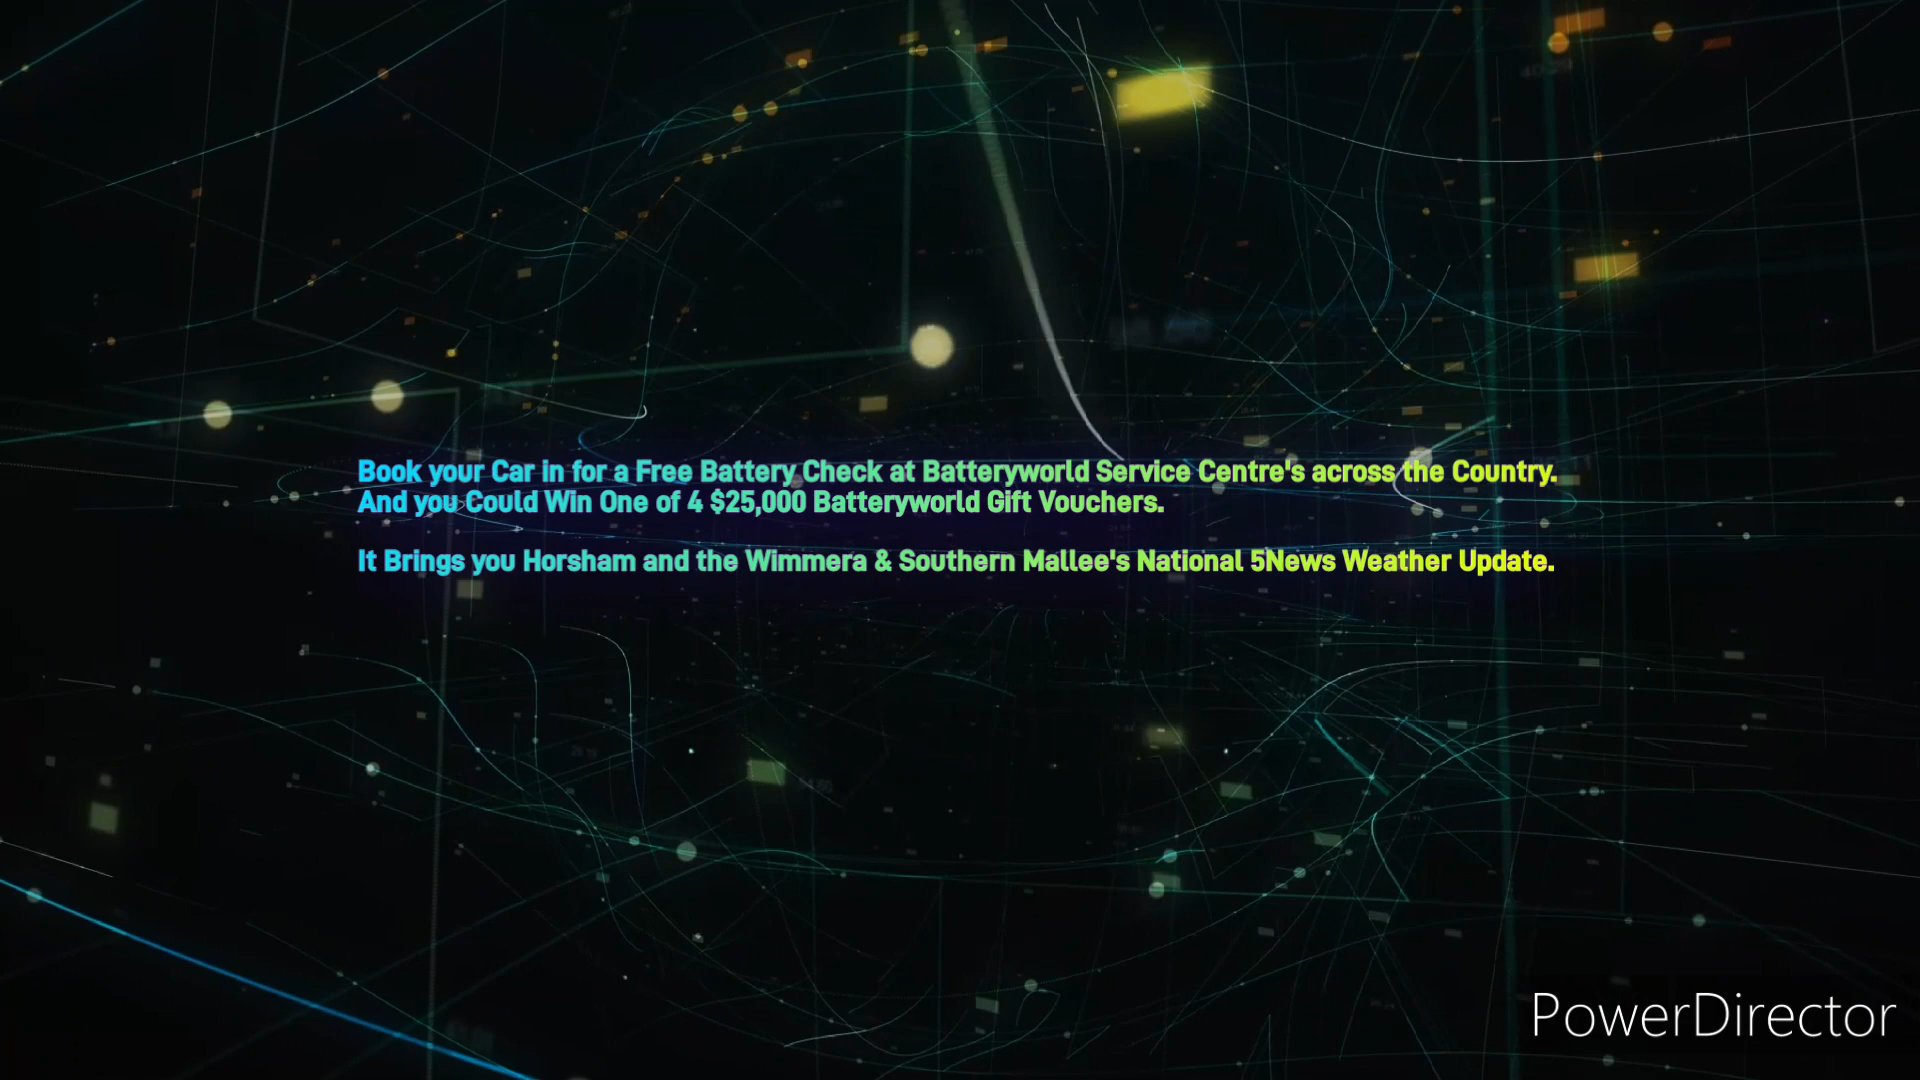 Book your Car in for a Free Battery Check at Batteryworld Service Centre's across the Country.
And you Could Win One of 4 $25,000 Batteryworld Gift Vouchers.
It Brings you Horsham and the Wimmera & Southern Mallee's National 5News Weather Update.
PowerDirector